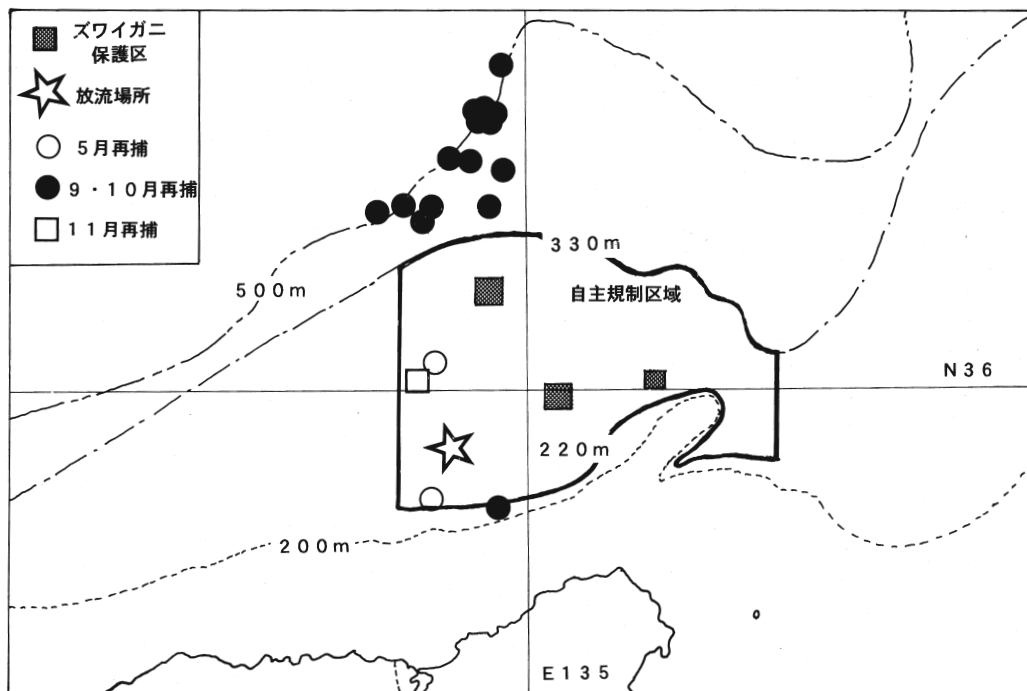 ズワイガニ
保護区
放流場所
5月再捕
9・10月再捕
11月再捕
330m
500m
自主規制区域
N36
220m
200m
E135